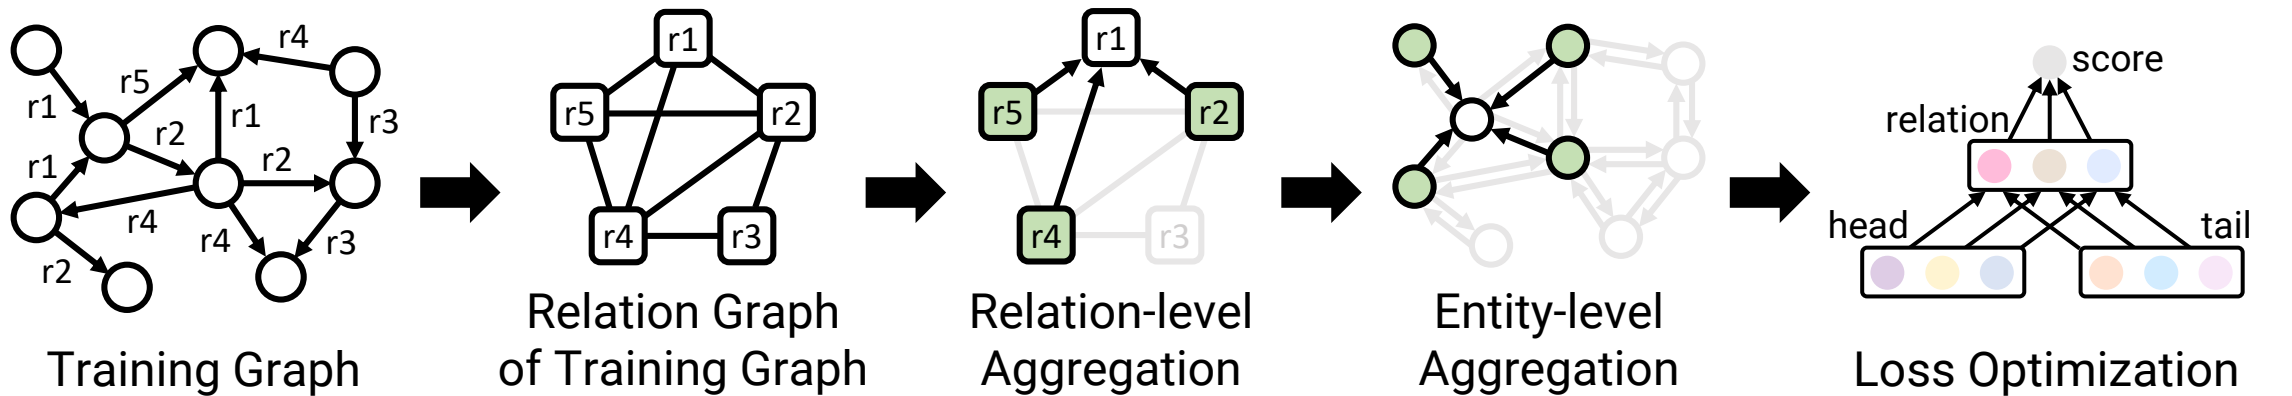 r1
r5
r4
r2
r1
r3
r1
r2
r4
r4
r3
r2
Training Graph
r1
r5
r2
r4
r3
Relation Graph
of Training Graph
r1
r5
r2
r4
r3
Relation-level
Aggregation
Entity-level
Aggregation
score
relation
head
tail
Loss Optimization